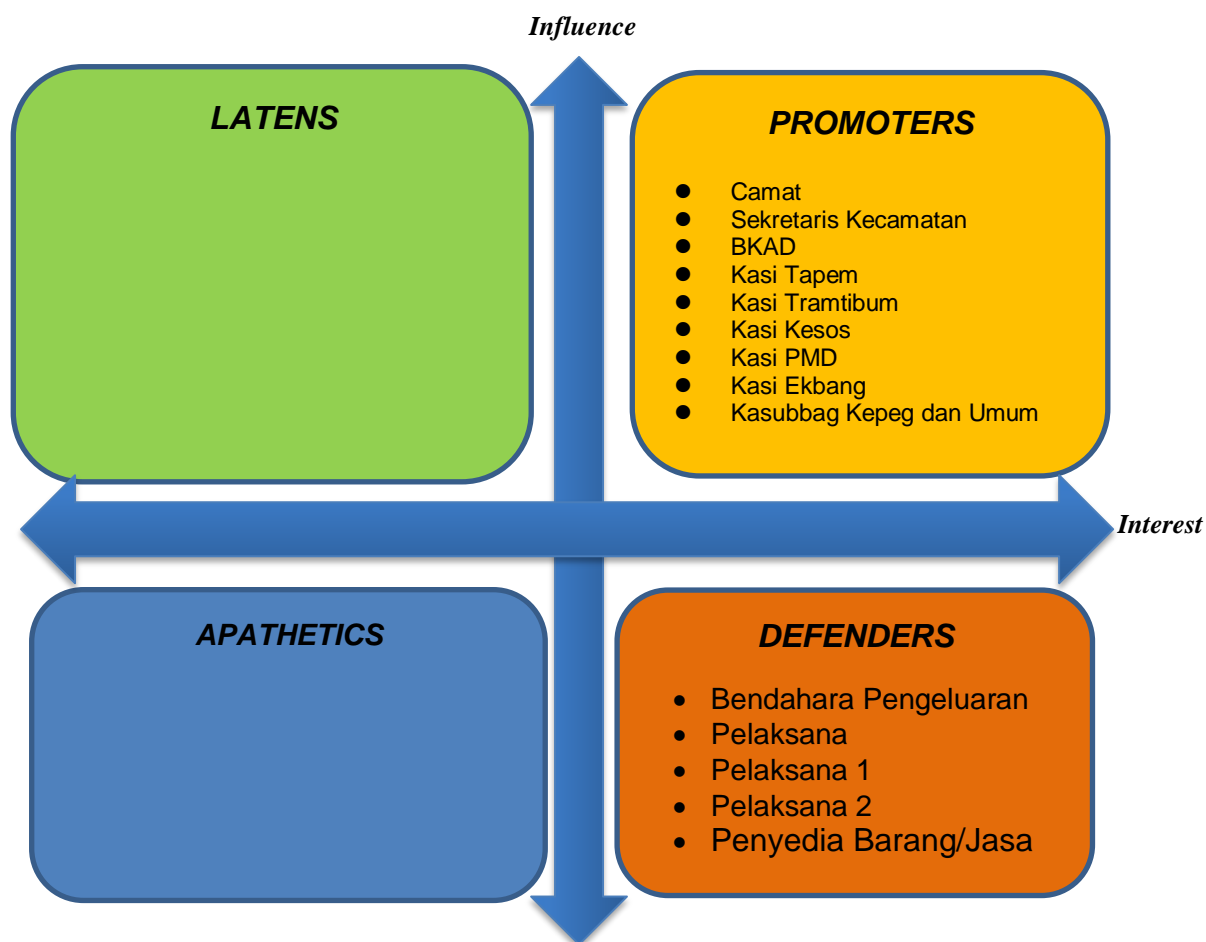 Influence
LATENS
PROMOTERS
● Camat
● Sekretaris Kecamatan
● BKAD
● Kasi Tapem
● Kasi Tramtibum
● Kasi Kesos
● Kasi PMD
● Kasi Ekbang
● Kasubbag Kepeg dan Umum
Interest
APATHETICS
DEFENDERS
• Bendahara Pengeluaran
• Pelaksana
• Pelaksana 1
• Pelaksana 2
• Penyedia Barang/Jasa